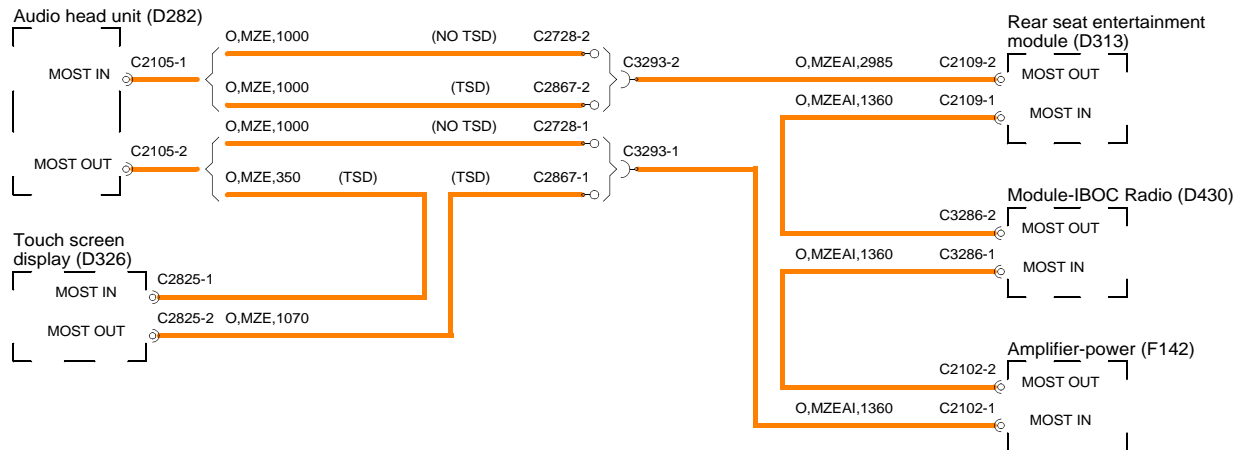 Audio head unit (D282)
MOST IN
C2105-1
O,MZE,1000 (NO TSD) C2728-2
O,MZE,1000 (TSD) C2867-2
MOST OUT
C2105-2
O,MZE,1000 (NO TSD) C2728-1
O,MZE,350 (TSD) (TSD) C2867-1
Touch screen
display (D326)
MOST IN
C2825-1
MOST OUT
C2825-2 O,MZE,1070
C3293-2
C3293-1
Rear seat entertainment
module (D313)
O,MZEAI,2985 C2109-2
MOST OUT
O,MZEAI,1360 C2109-1
MOST IN
Module-IBOC Radio (D430)
C3286-2
MOST OUT
O,MZEAI,1360 C3286-1
MOST IN
Amplifier-power (F142)
C2102-2
MOST OUT
O,MZEAI,1360 C2102-1
MOST IN